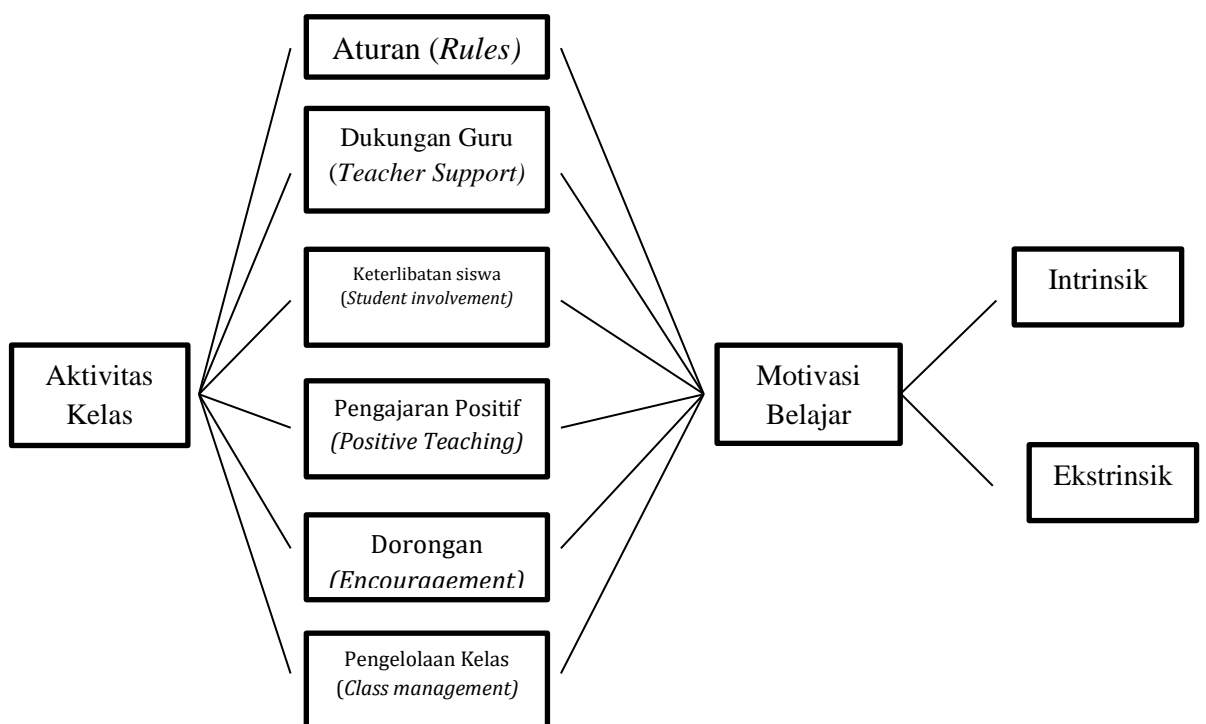 Aturan (Rules)
Dukungan Guru
(Teacher Support)
Keterlibatan siswa
(Student involvement)
Intrinsik
Aktivitas
Kelas
Motivasi
Belajar
Pengajaran Positif
(Positive Teaching)
Ekstrinsik
Dorongan
(Encouragement)
Pengelolaan Kelas
(Class management)